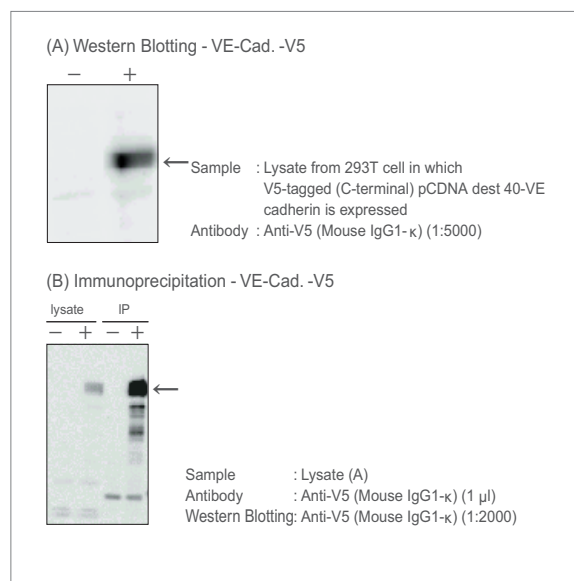 (A) Western Blotting - VE-Cad. -V5
− +
Sample : Lysate from 293T cell in which
V5-tagged (C-terminal) pCDNA dest 40-VE
cadherin is expressed
Antibody : Anti-V5 (Mouse IgG1-κ) (1:5000)
(B) Immunoprecipitation - VE-Cad. -V5
lysate IP
− + − +
Sample : Lysate (A)
Antibody : Anti-V5 (Mouse IgG1-κ) (1 μl)
Western Blotting: Anti-V5 (Mouse IgG1-κ) (1:2000)